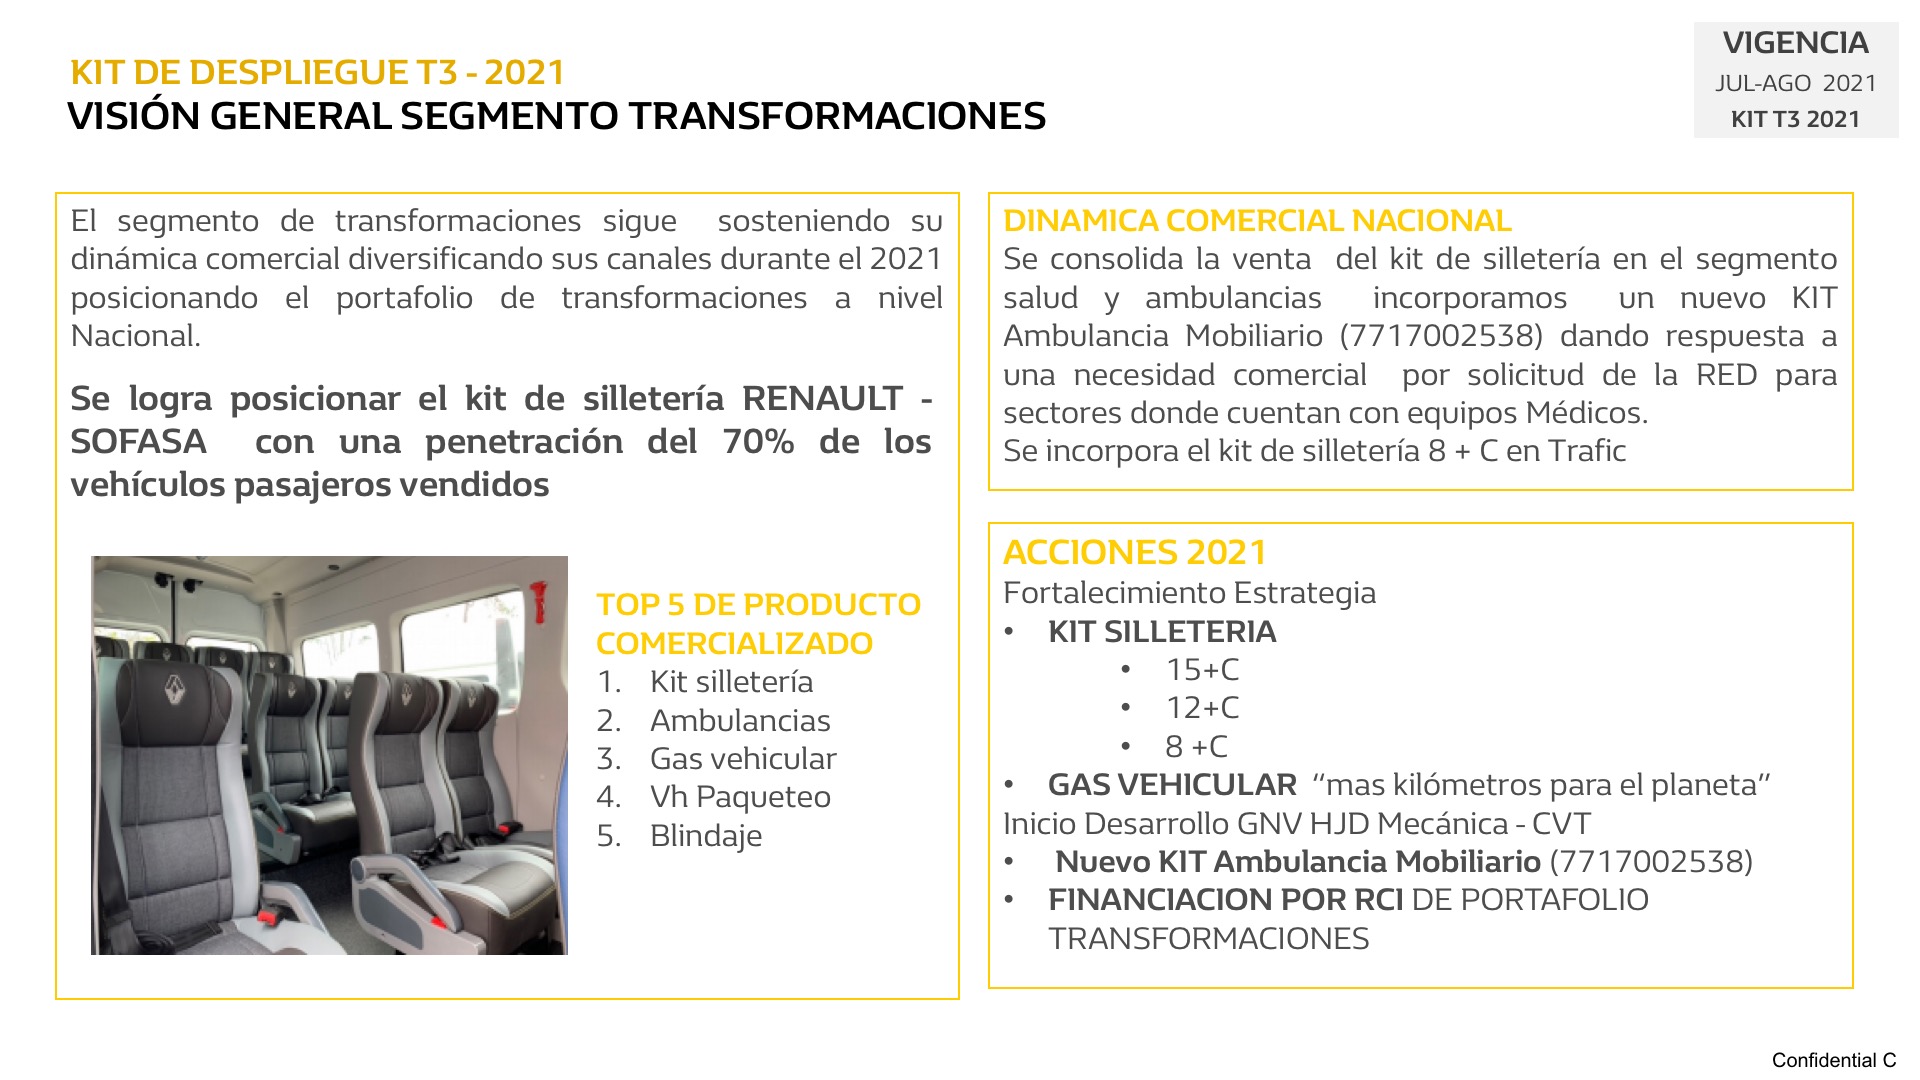 KIT DE DESPLIEGUE T3 - 2021
VISIÓN GENERAL SEGMENTO TRANSFORMACIONES
VIGENCIA
JUL-AGO 2021
KIT T3 2021
El segmento de transformaciones sigue sosteniendo su
dinámica comercial diversificando sus canales durante el 2021
posicionando el portafolio de transformaciones a nivel
Nacional.
Se logra posicionar el kit de silletería RENAULT -
SOFASA con una penetración del 70% de los
vehículos pasajeros vendidos
TOP 5 DE PRODUCTO
COMERCIALIZADO
1. Kit silletería
2. Ambulancias
3. Gas vehicular
4. Vh Paqueteo
5. Blindaje
DINAMICA COMERCIAL NACIONAL
Se consolida la venta del kit de silletería en el segmento
salud y ambulancias incorporamos un nuevo KIT
Ambulancia Mobiliario (7717002538) dando respuesta a
una necesidad comercial por solicitud de la RED para
sectores donde cuentan con equipos Médicos.
Se incorpora el kit de silletería 8 + C en Trafic
ACCIONES 2021
Fortalecimiento Estrategia
• KIT SILLETERIA
• 15+C
• 12+C
• 8 +C
• GAS VEHICULAR “mas kilómetros para el planeta”
Inicio Desarrollo GNV HJD Mecánica - CVT
• Nuevo KIT Ambulancia Mobiliario (7717002538)
• FINANCIACION POR RCI DE PORTAFOLIO
TRANSFORMACIONES
Confidential C